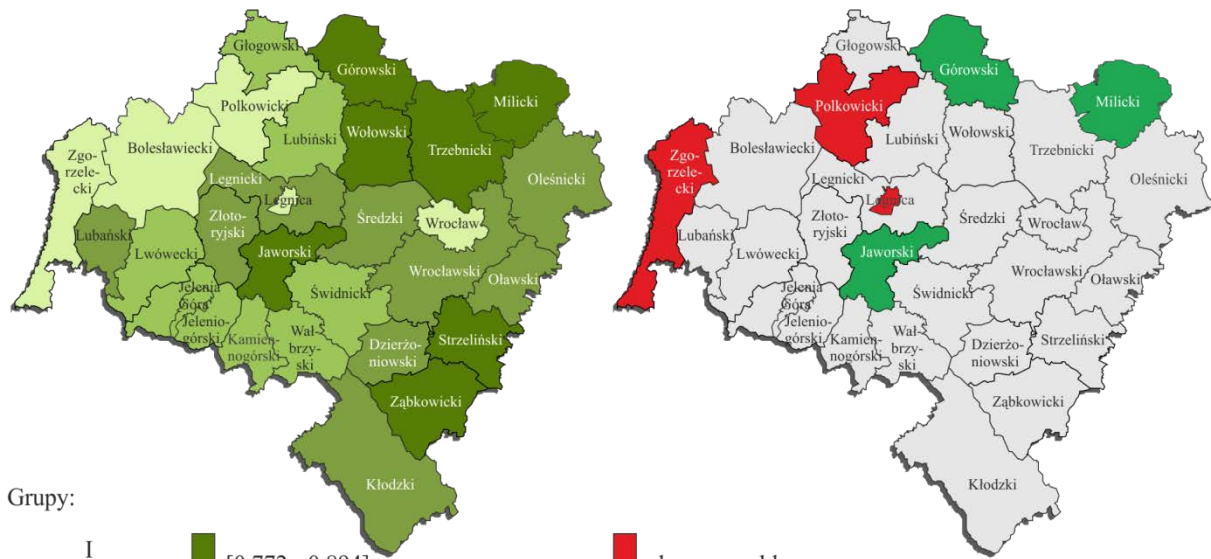 Głogowski
Górowski
Milicki
Polkowicki
Lubiński
Wołowski
Trzebnicki
Zgo-
rzele-
cki
Bolesławiecki
Oleśnicki
Legnicki
Legnica
Lubański
Złoto-
ryjski
Średzki
Wrocław
Lwówecki
Jaworski
Wrocławski
Oławski
Jelenia
Góra
Świdnicki
Jelenio-
górski
Kamien-
nogórski
Wał-
brzy-
ski
Dzierżo-
niowski
Strzeliński
Ząbkowicki
Kłodzki
Głogowski
Górowski
Milicki
Polkowicki
Lubiński
Wołowski
Trzebnicki
Zgo-
rzele-
cki
Bolesławiecki
Oleśnicki
Legnicki
Legnica
Lubański
Złoto-
ryjski
Średzki
Wrocław
Lwówecki
Jaworski
Wrocławski
Oławski
Jelenia
Góra
Świdnicki
Jelenio-
górski
Kamien-
nogórski
Wał-
brzy-
ski
Dzierżo-
niowski
Strzeliński
Ząbkowicki
Kłodzki
Grupy:
I